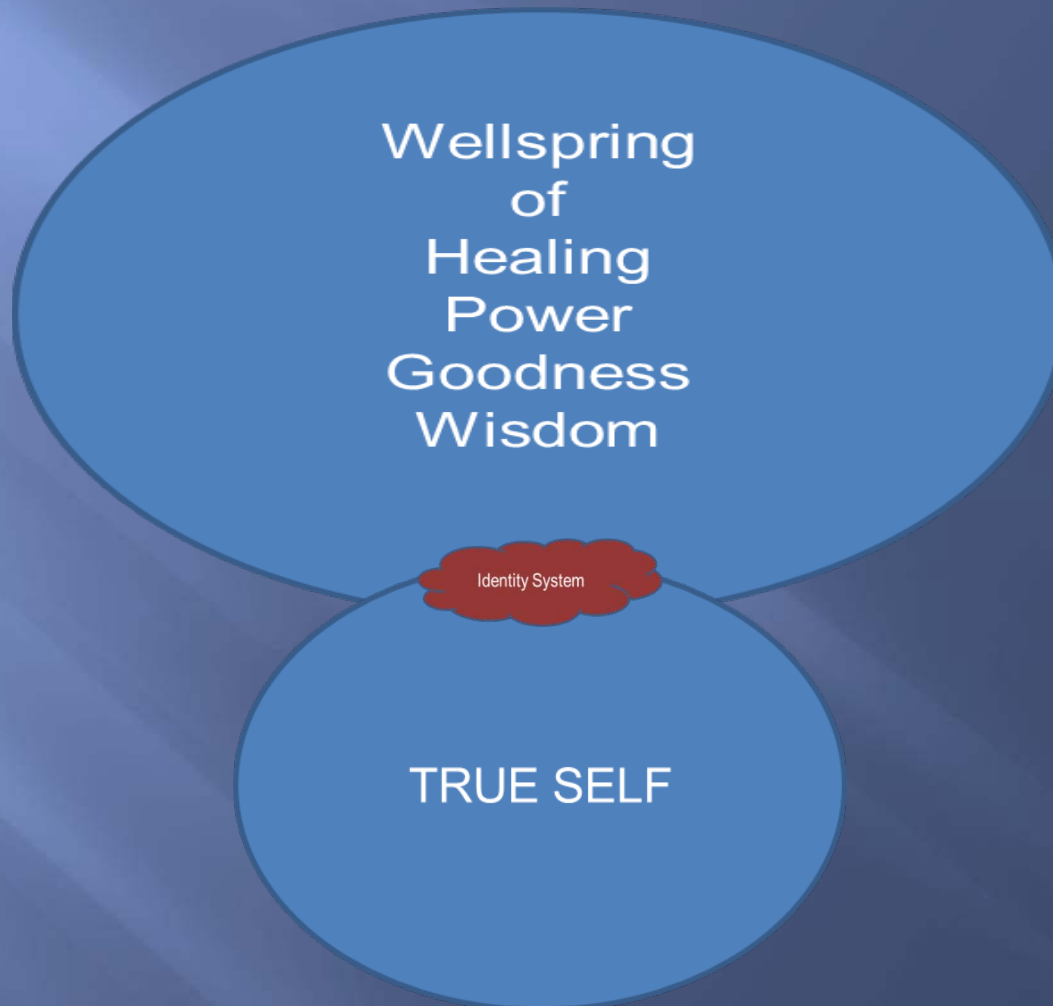 Wellspring
of
Healing
Power
Goodness
Wisdom
Identity System
TRUE SELF